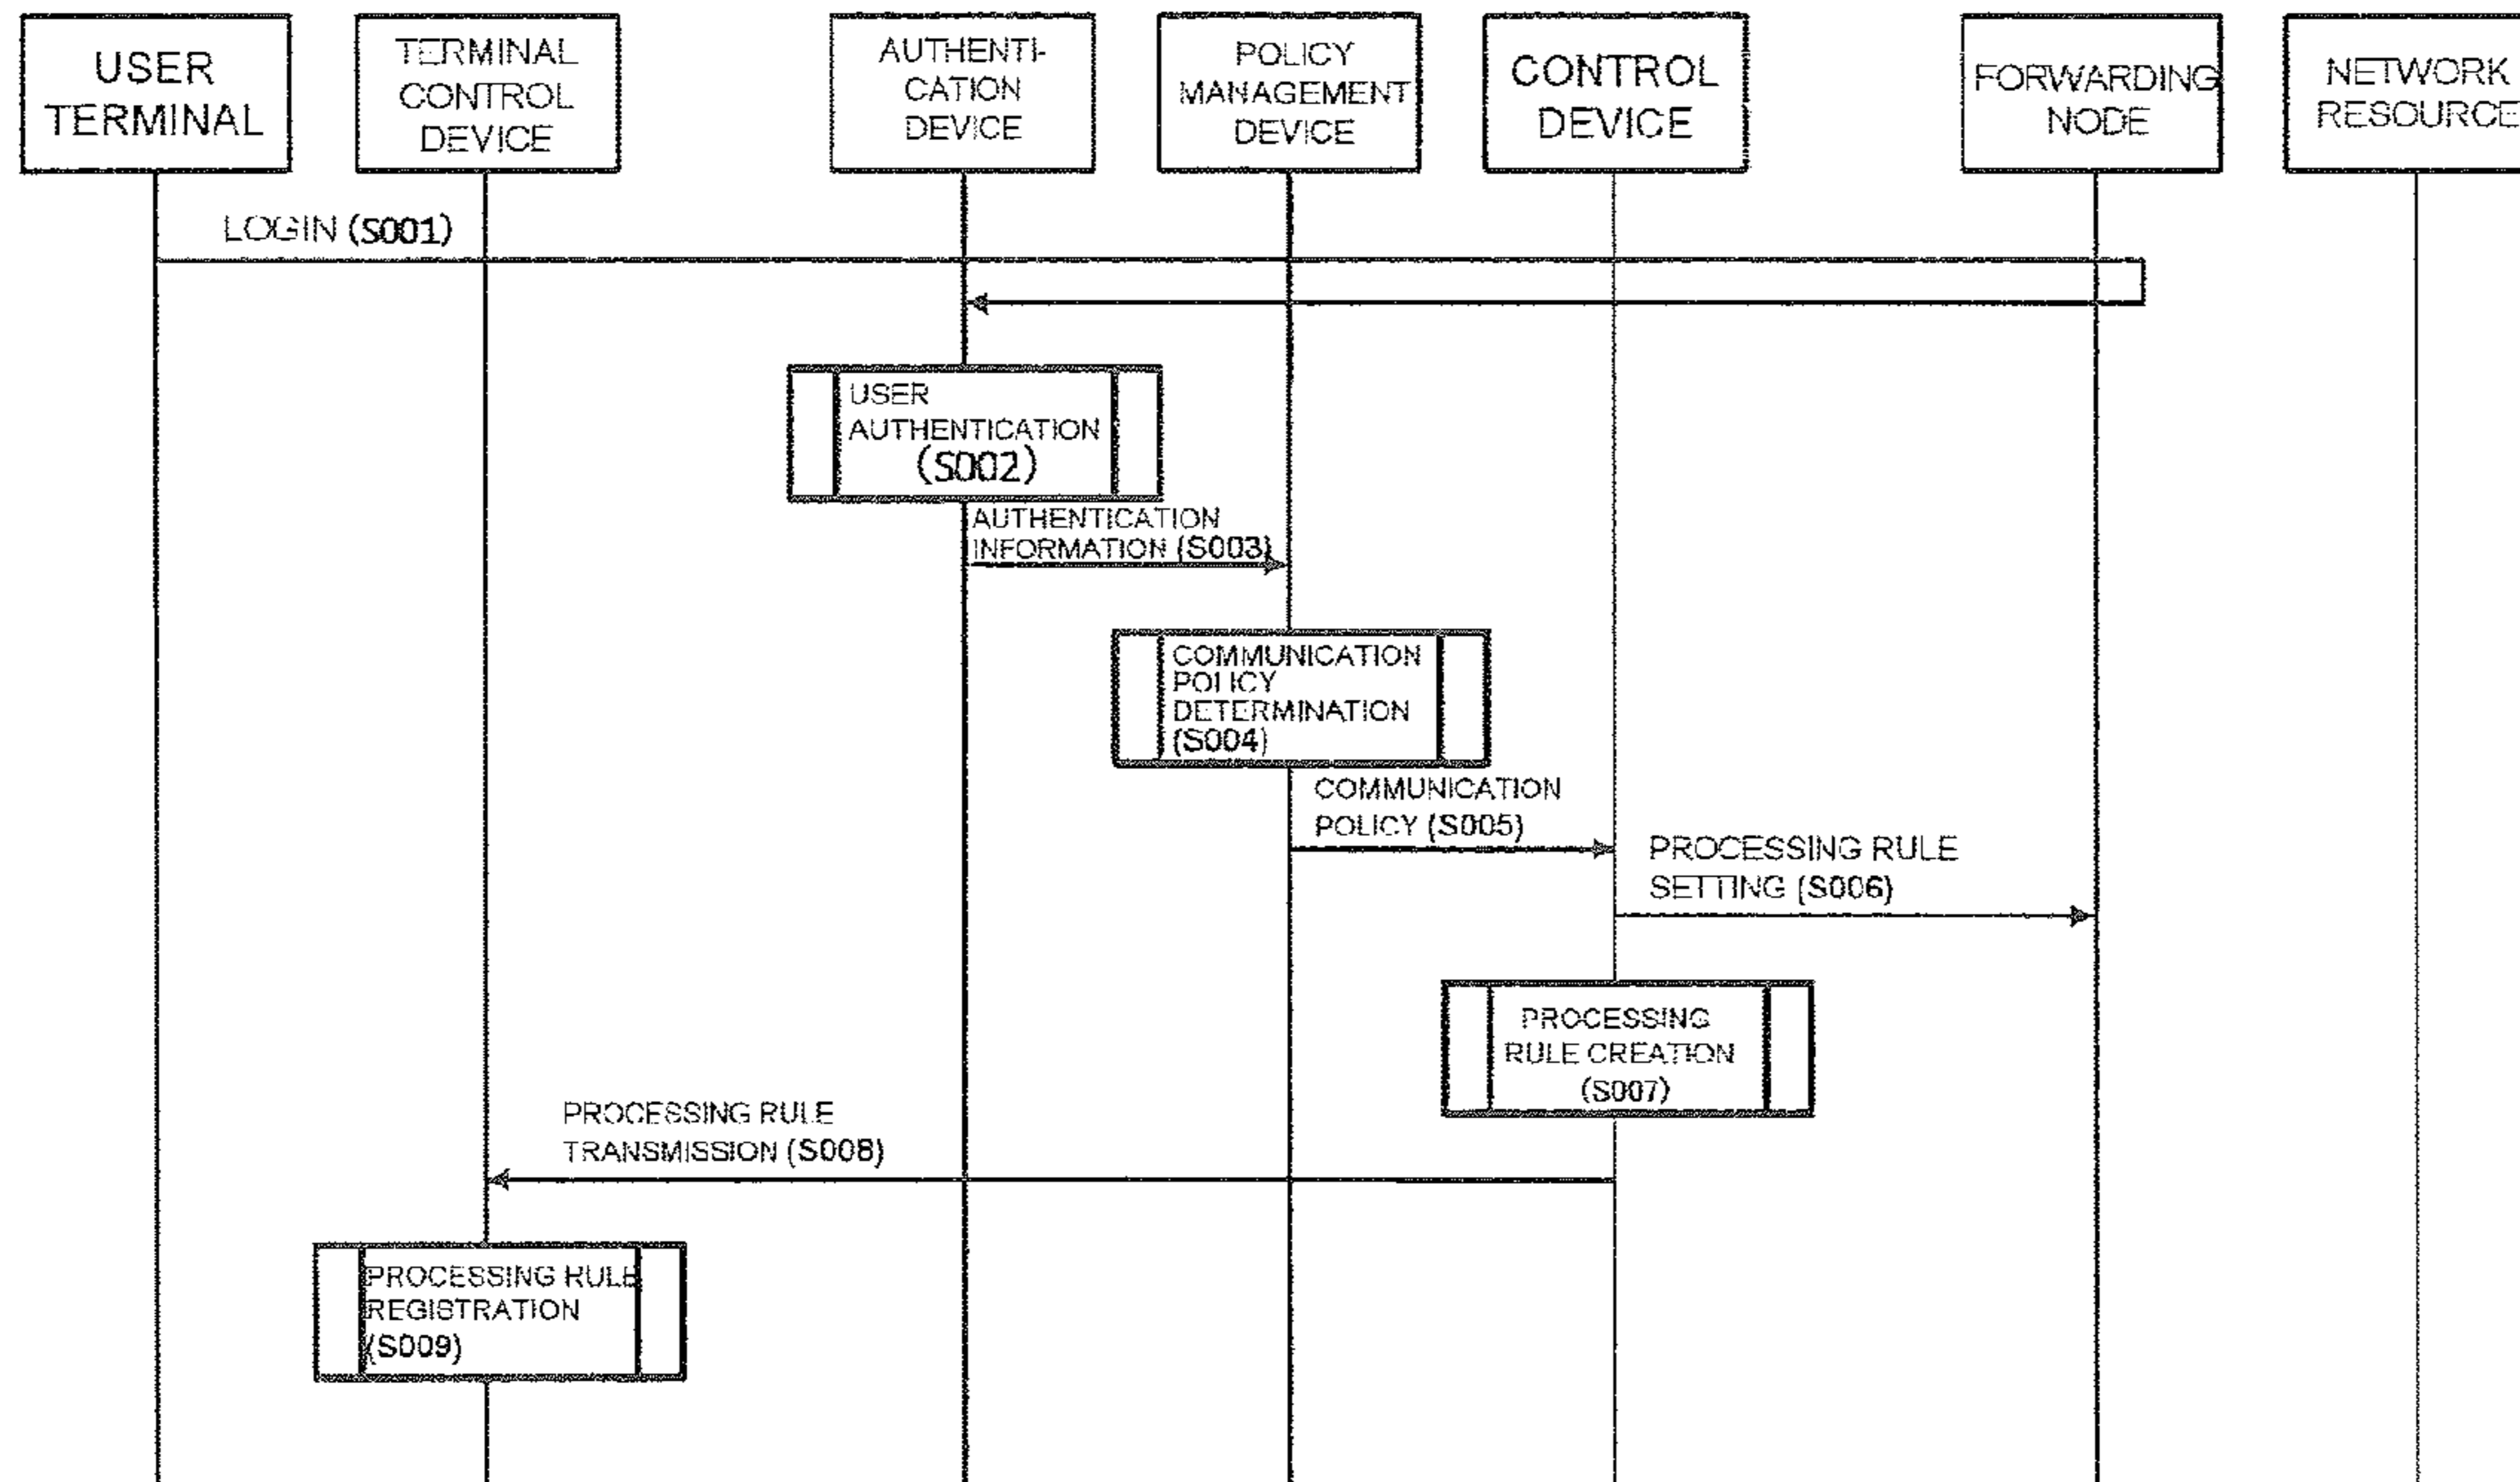 USER
TERMINAL
TERMINAL
CONTROL
DEVICE
AUTHENTI-
CATION
DEVICE
POLICY
MANAGEMENT
DEVICE
CONTROL
DEVICE
FORWARDING
NODE
NETWORK
RESOURCE
LOGIN (S001)
USER
AUTHENTICATION
(S002)
AUTHENTICATION
INFORMATION (S003)
COMMUNICATION
POLICY
DETERMINATION
(S004)
COMMUNICATION
POLICY (S005)
PROCESSING RULE
SETTING (S006)
PROCESSING
RULE CREATION
(S007)
PROCESSING RULE
TRANSMISSION (S008)
PROCESSING RULE
REGISTRATION
(S009)